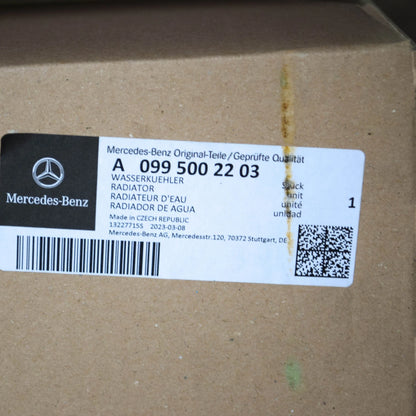 Mercedes-Benz Original-Teile/Geprüfte Qualität
A 099 500 22 03
WASSERKUEHLER Stück
RADIATOR unit
RADIATEUR D'EAU unité 1
RADIADOR DE AGUA unidad
Made in CZECH REPUBLIC
132277155 2023-03-08
Mercedes-Benz AG, Mercedesstr.120, 70372 Stuttgart, DE
Mercedes-Benz